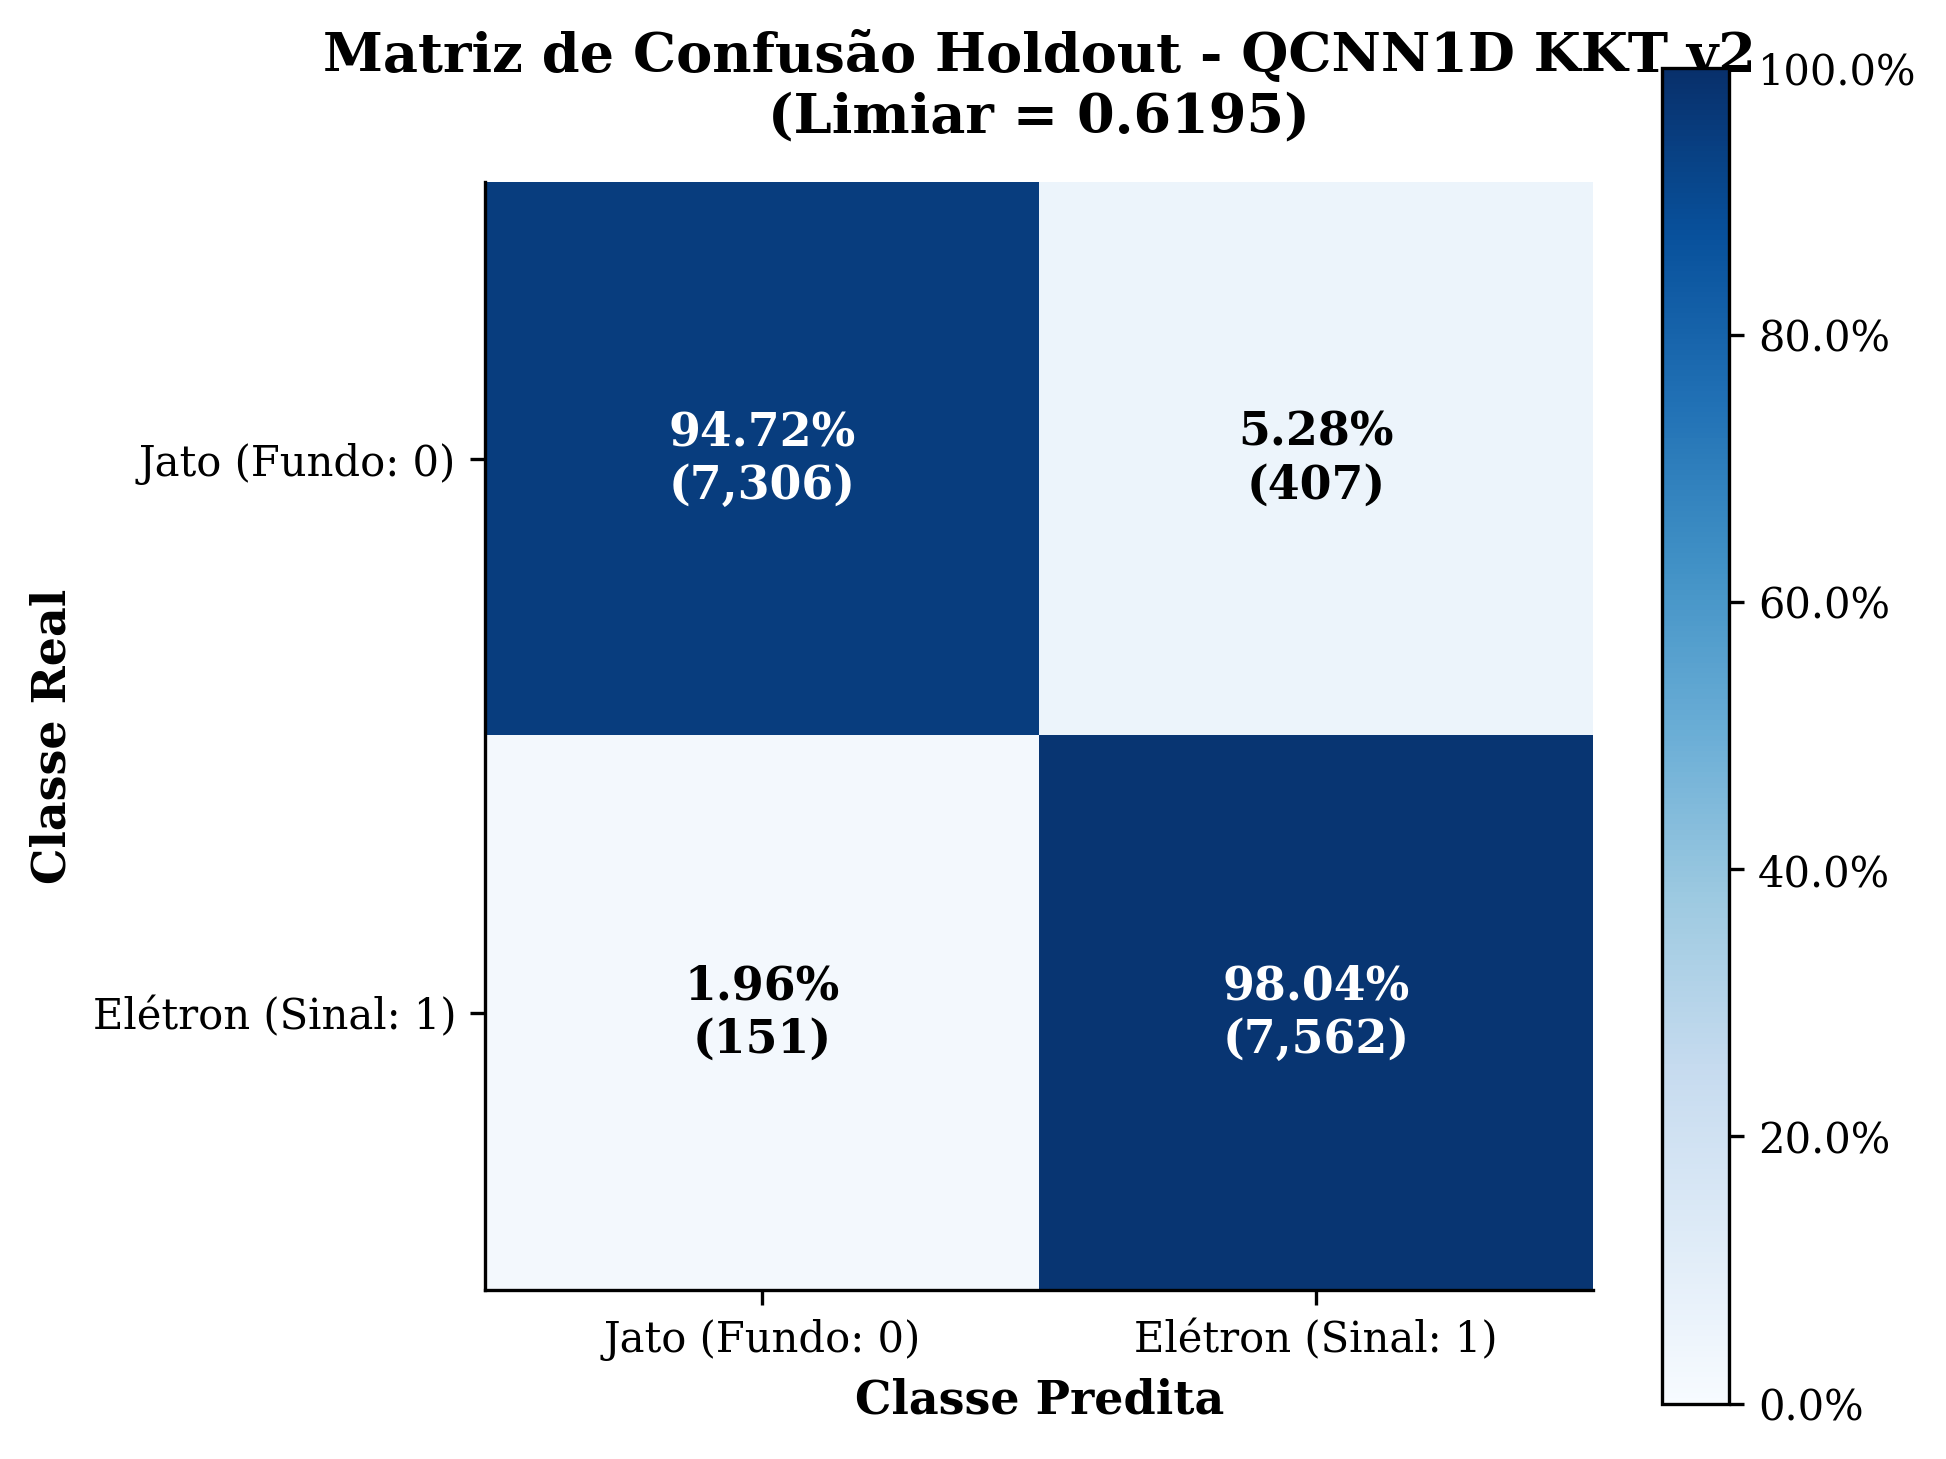 Matriz de Confusão Holdout - QCNN1D KKT v2
(Limiar = 0.6195)
100.0%
80.0%
60.0%
40.0%
20.0%
0.0%
Classe Real
Jato (Fundo: 0)
94.72%
(7,306)
5.28%
(407)
Elétron (Sinal: 1)
1.96%
(151)
98.04%
(7,562)
Jato (Fundo: 0)
Elétron (Sinal: 1)
Classe Predita